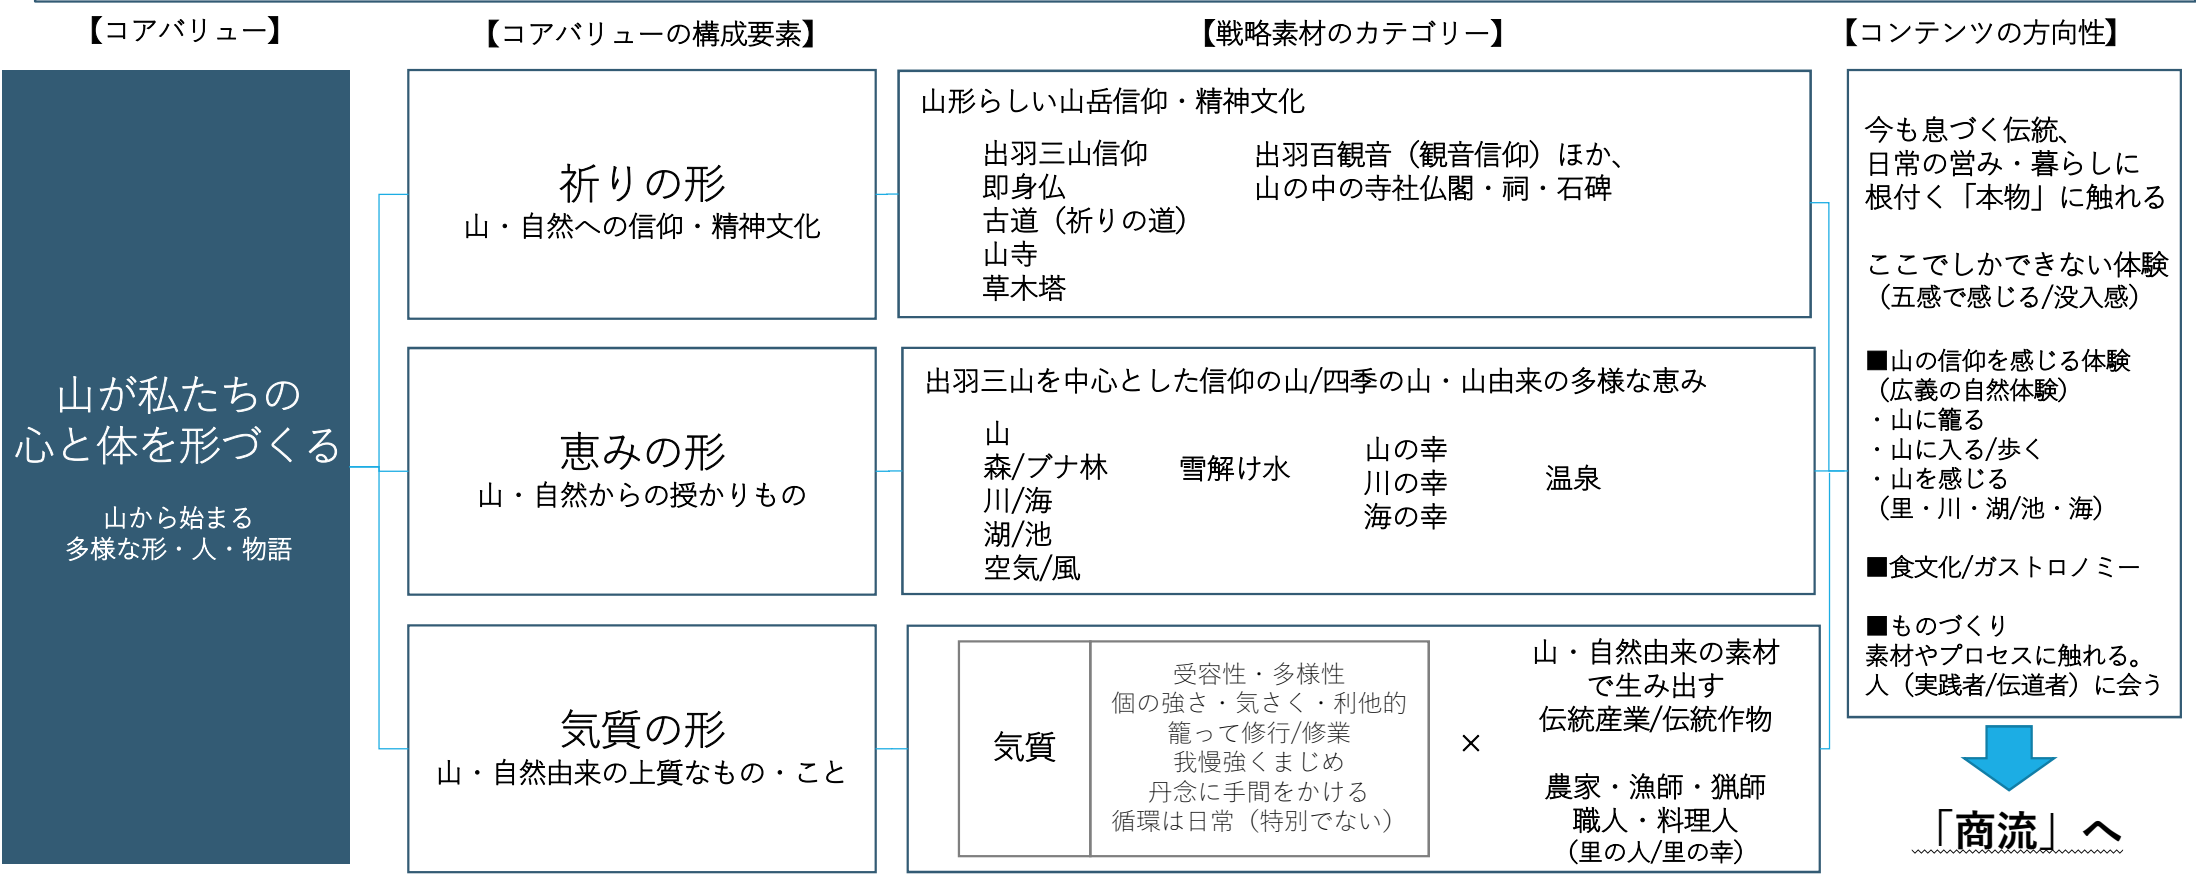 【コアバリュー】
【コアバリューの構成要素】
【戦略素材のカテゴリー】
【コンテンツの方向性】
山が私たちの
心と体を形づくる
山から始まる
多様な形・人・物語
祈りの形
山・自然への信仰・精神文化
山形らしい山岳信仰・精神文化
出羽三山信仰
即身仏
古道（祈りの道）
山寺
草木塔
出羽百観音（観音信仰）ほか、
山の中の寺社仏閣・祠・石碑
恵みの形
山・自然からの授かりもの
出羽三山を中心とした信仰の山/四季の山・山由来の多様な恵み
山
森/ブナ林
川/海
湖/池
空気/風
雪解け水
山の幸
川の幸
海の幸
温泉
気質の形
山・自然由来の上質なもの・こと
気質
受容性・多様性
個の強さ・気さく・利他的
籠って修行/修業
我慢強くまじめ
丹念に手間をかける
循環は日常（特別でない）
×
山・自然由来の素材
で生み出す
伝統産業/伝統作物
農家・漁師・猟師
職人・料理人
（里の人/里の幸）
今も息づく伝統、
日常の営み・暮らしに
根付く「本物」に触れる
ここでしかできない体験
（五感で感じる/没入感）
■山の信仰を感じる体験
（広義の自然体験）
・山に籠る
・山に入る/歩く
・山を感じる
（里・川・湖/池・海）
■食文化/ガストロノミー
■ものづくり
素材やプロセスに触れる。
人（実践者/伝道者）に会う
「商流」へ